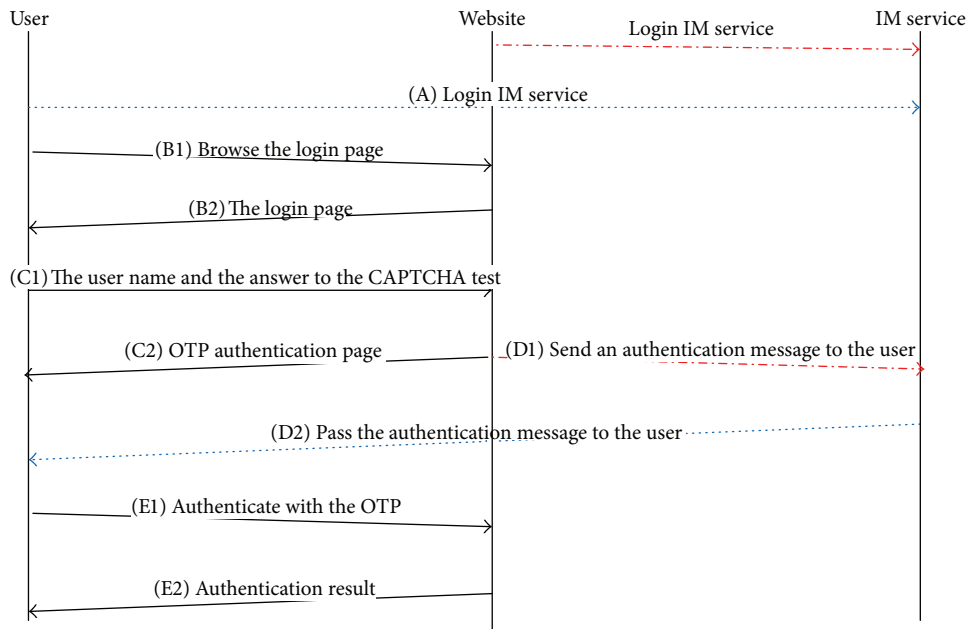 User
Website
IM service
Login IM service
(A) Login IM service
(B1) Browse the login page
(B2) The login page
(C1) The user name and the answer to the CAPTCHA test
(C2) OTP authentication page
(D1) Send an authentication message to the user
(D2) Pass the authentication message to the user
(E1) Authenticate with the OTP
(E2) Authentication result